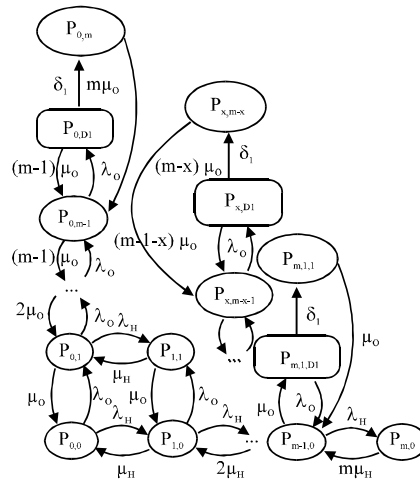 P0,m
δ1 mμO
P0,D1
(m-1) μO λO
P0,m-1
(m-1) μO λO
...
2μO λO λH
P0,1 P1,1
μH
μO λO μO λO
λH λH
P0,0 P1,0
μH 2μH
Px,m-x
(m-x) μO δ1
Px,D1
(m-1-x) μO λO
Px,m-x-1
...
Pm,1,1
δ1
μO
Pm,1,D1
μO λO
λH
... Pm-1,0 Pm,0
mμH